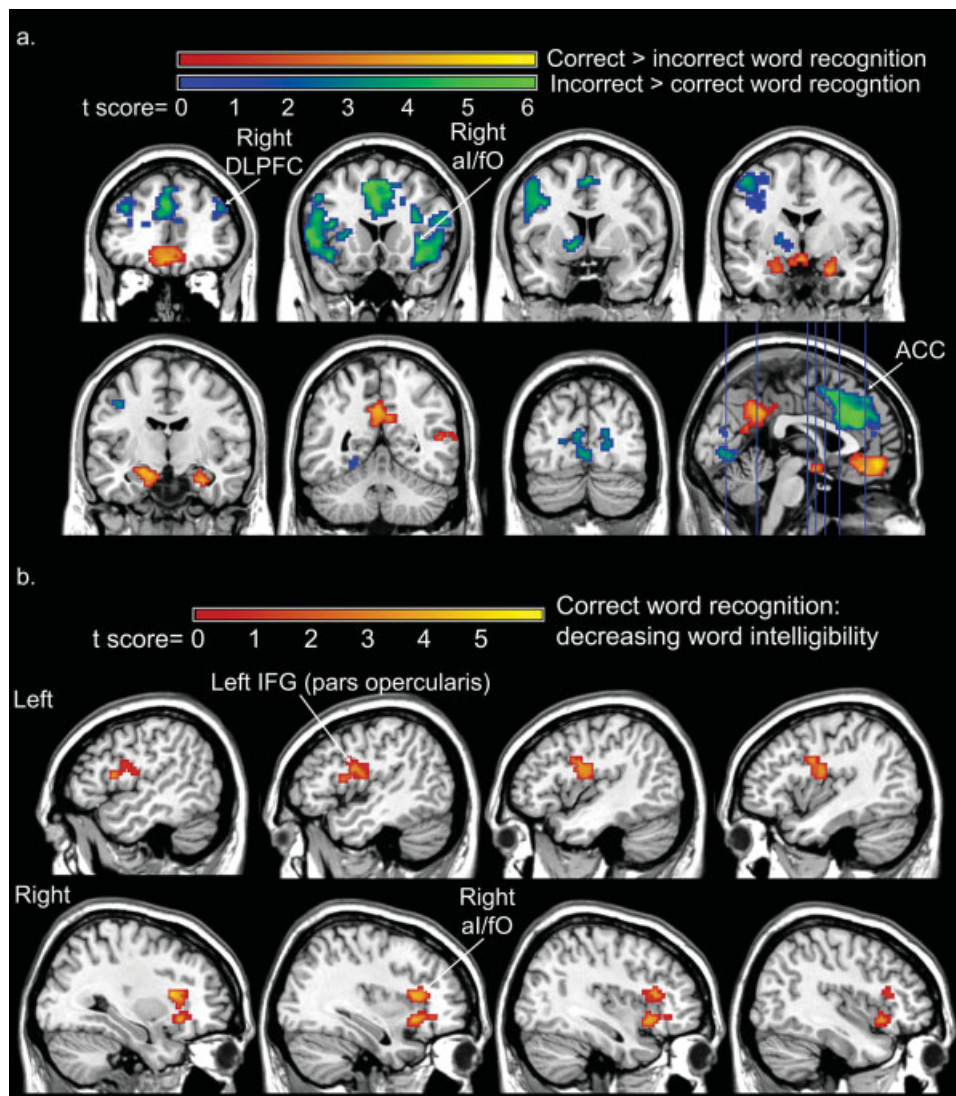 a.
Correct > incorrect word recognition
Incorrect > correct word recogntion
t score= 0 1 2 3 4 5 6
Right
DLPFC
Right
aI/fO
ACC
b.
Correct word recognition:
decreasing word intelligibility
t score= 0 1 2 3 4 5
Left IFG (pars opercularis)
Left
Right
Right
aI/fO